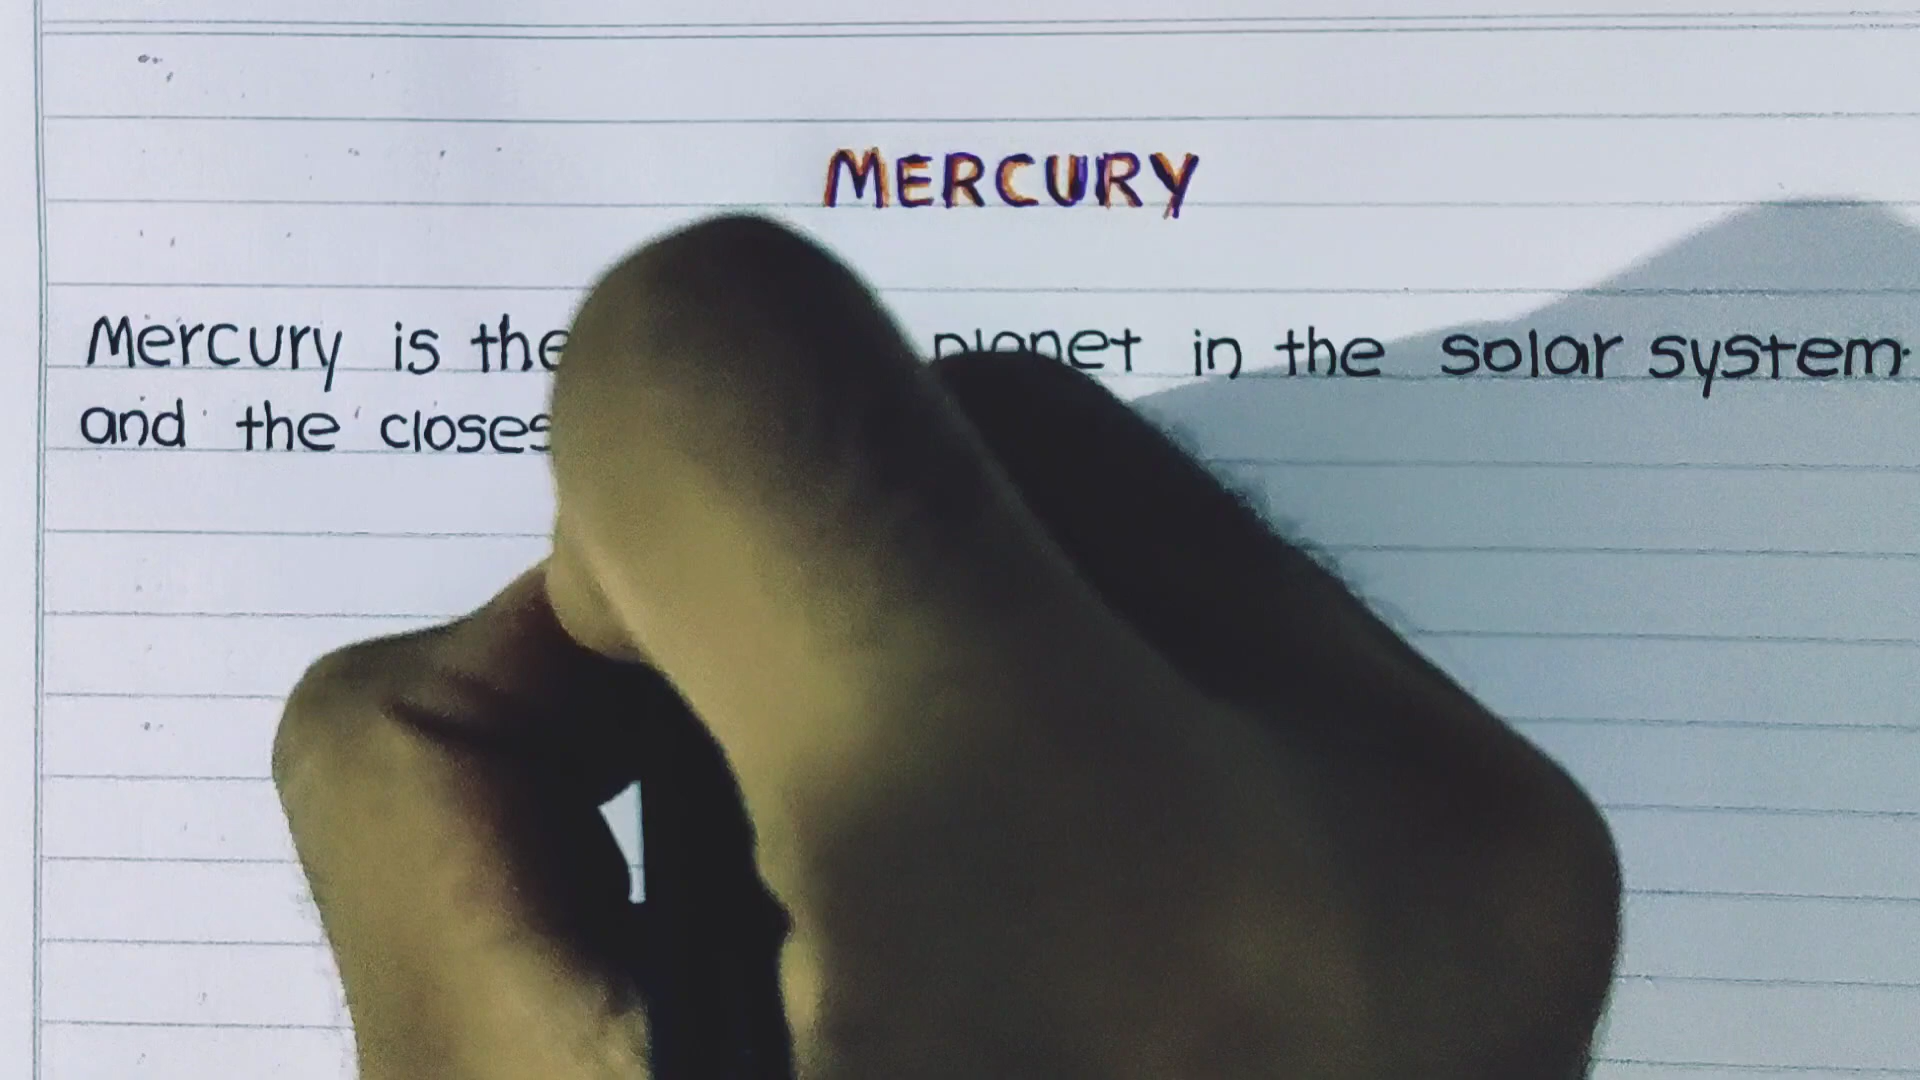 MERCURY
Mercury is the planet in the solar system
and the closes